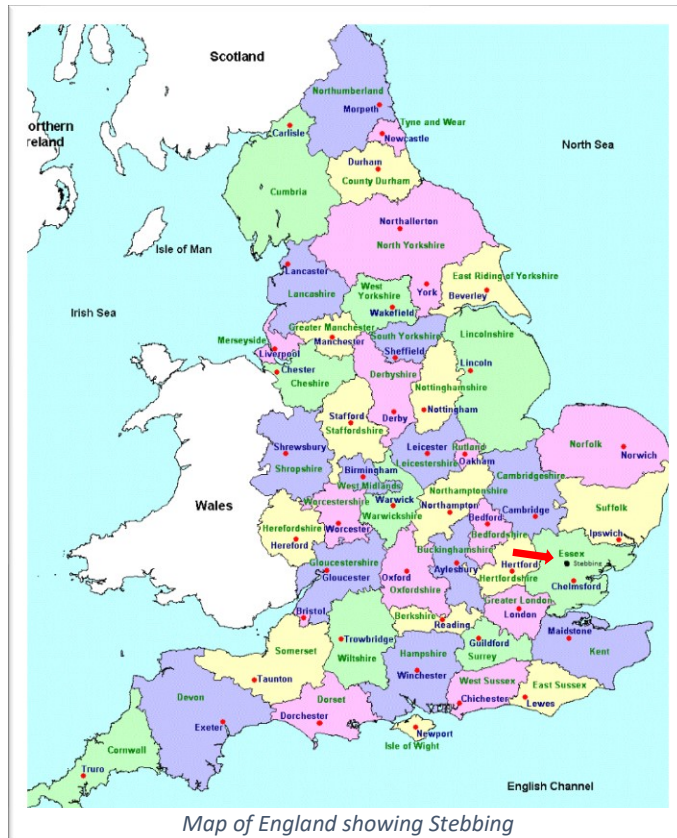 Scotland
Northumberland
Morpeth
Tyne and Wear
orthern
reland
Carlisle
Newcastle
North Sea
Durham
County Durham
Cumbria
Northallerton
North Yorkshire
Isle of Man
Lancaster
East Riding of Yorkshire
Lancashire
West
Yorkshire
York
Beverley
Irish Sea
Wakefield
Greater Manchester
South Yorkshire
Lincolnshire
Merseyside
Manchester
Liverpool
Sheffield
Chester
Derbyshire
Lincoln
Cheshire
Nottinghamshire
Stafford
Derby
Nottingham
Staffordshire
Shrewsbury
Leicester
Rutland
Norfolk
Norwich
Shropshire
Birmingham
Leicestershire
Oakham
West Midlands
Cambridgeshire
Wales
Worcestershire
Warwick
Northamptonshire
Suffolk
Herefordshire
Worcester
Warwickshire
Northampton
Bedford
Cambridge
Hereford
Bedfordshire
Ipswich
Gloucestershire
Buckinghamshire
Hertford
Essex
Stebbing
Gloucester
Oxford
Aylesbury
Hertfordshire
Chelmsford
Oxfordshire
Greater London
Bristol
Berkshire
London
Reading
Maidstone
Somerset
Trowbridge
Hampshire
Guildford
Kent
Wiltshire
Surrey
Taunton
Winchester
West Sussex
East Sussex
Devon
Dorset
Chichester
Lewes
Exeter
Dorchester
Newport
Cornwall
Isle of Wight
Truro
English Channel
Map of England showing Stebbing